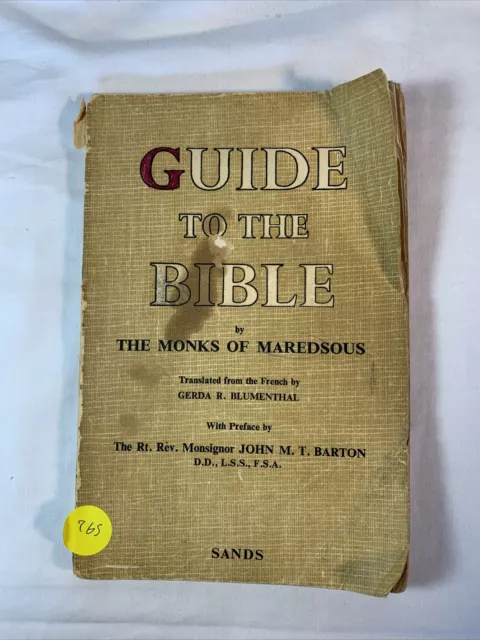 GUIDE
TO THE
BIBLE
by
THE MONKS OF MAREDSOUS
Translated from the French by
GERDA R. BLUMENTHAL
With Preface by
The Rt. Rev. Monsignor JOHN M. T. BARTON
D.D., L.S.S., F.S.A.
765
SANDS